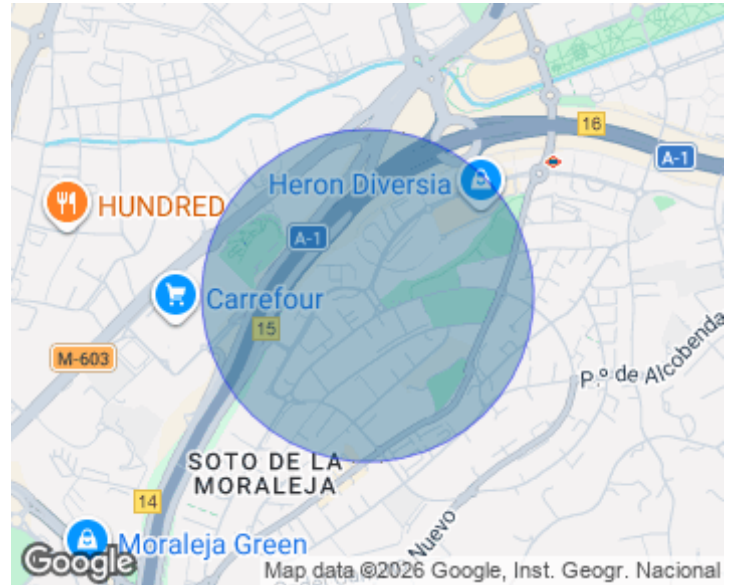 16
A-1
Heron Diversia
HUNDRED
A-1
Carrefour
15
M-603
P.º de Alcobenda
SOTO DE LA
MORALEJA
14
Moraleja Green
Nuevo
Google
Map data ©2026 Google, Inst. Geogr. Nacional